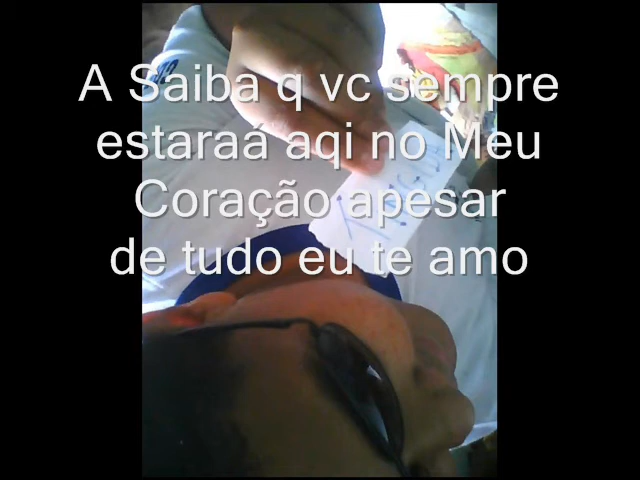 A Saiba q vc sempre
estaraá aqi no Meu
Coração apesar
de tudo eu te amo